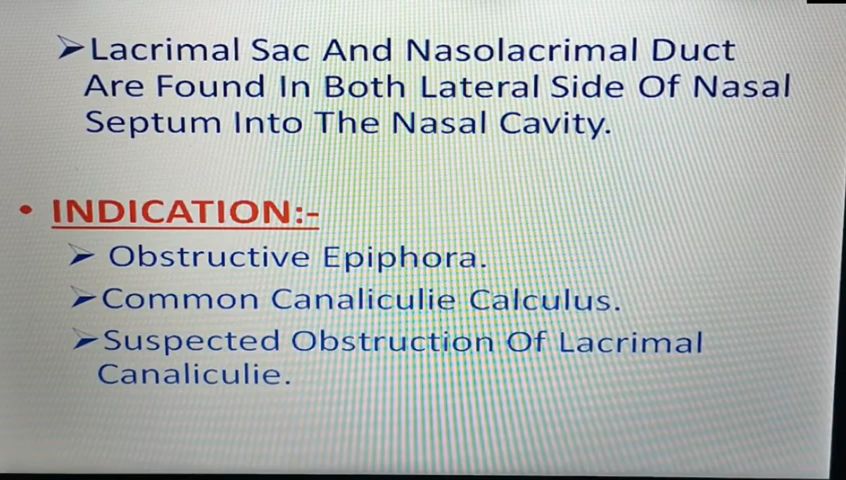 ➢Lacrimal Sac And Nasolacrimal Duct
Are Found In Both Lateral Side Of Nasal
Septum Into The Nasal Cavity.
• INDICATION:-
➢ Obstructive Epiphora.
➢Common Canaliculie Calculus.
➢Suspected Obstruction Of Lacrimal
Canaliculie.